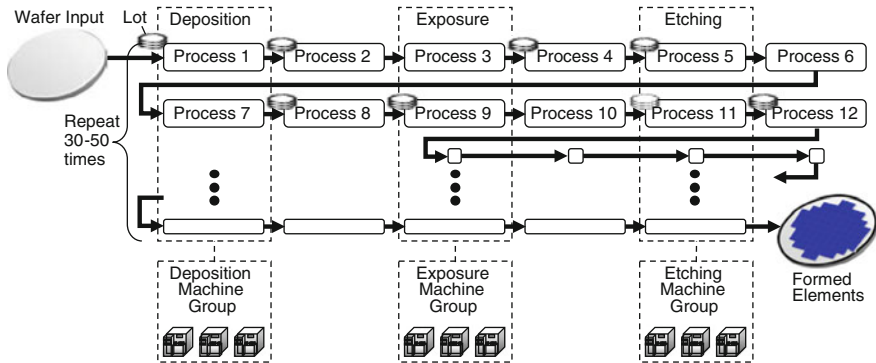 Wafer Input
Lot
Deposition
Exposure
Etching
Process 1
Process 2
Process 3
Process 4
Process 5
Process 6
Process 7
Process 8
Process 9
Process 10
Process 11
Process 12
Repeat
30-50
times
Deposition
Machine
Group
Exposure
Machine
Group
Etching
Machine
Group
Formed
Elements